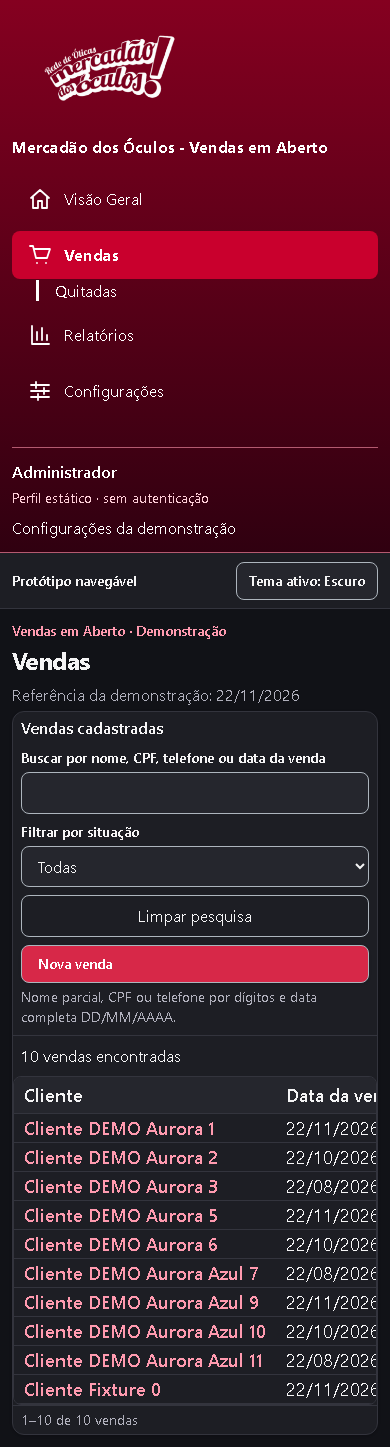 Rede de Óticas
mercadão
dos óculos!
Mercadão dos Óculos - Vendas em Aberto
Visão Geral
Vendas
Quitadas
Relatórios
Configurações
Administrador
Perfil estático · sem autenticação
Configurações da demonstração
Protótipo navegável
Tema ativo: Escuro
Vendas em Aberto · Demonstração
Vendas
Referência da demonstração: 22/11/2026
Vendas cadastradas
Buscar por nome, CPF, telefone ou data da venda
Filtrar por situação
Todas
Limpar pesquisa
Nova venda
Nome parcial, CPF ou telefone por dígitos e data
completa DD/MM/AAAA.
10 vendas encontradas
Cliente Data da ven
Cliente DEMO Aurora 1 22/11/2026
Cliente DEMO Aurora 2 22/10/2026
Cliente DEMO Aurora 3 22/08/2026
Cliente DEMO Aurora 5 22/11/2026
Cliente DEMO Aurora 6 22/10/2026
Cliente DEMO Aurora Azul 7 22/08/2026
Cliente DEMO Aurora Azul 9 22/11/2026
Cliente DEMO Aurora Azul 10 22/10/2026
Cliente DEMO Aurora Azul 11 22/08/2026
Cliente Fixture 0 22/11/2026
1–10 de 10 vendas